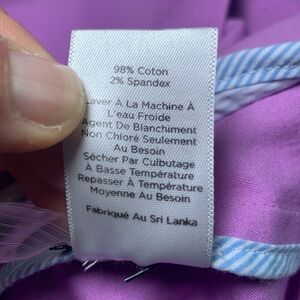 98% Coton
2% Spandex
Laver À La Machine À
L'eau Froide
Agent De Blanchiment
Non Chloré Seulement
Au Besoin
Sécher Par Culbutage
À Basse Température
Repasser À Température
Moyenne Au Besoin
Fabriqué Au Sri Lanka